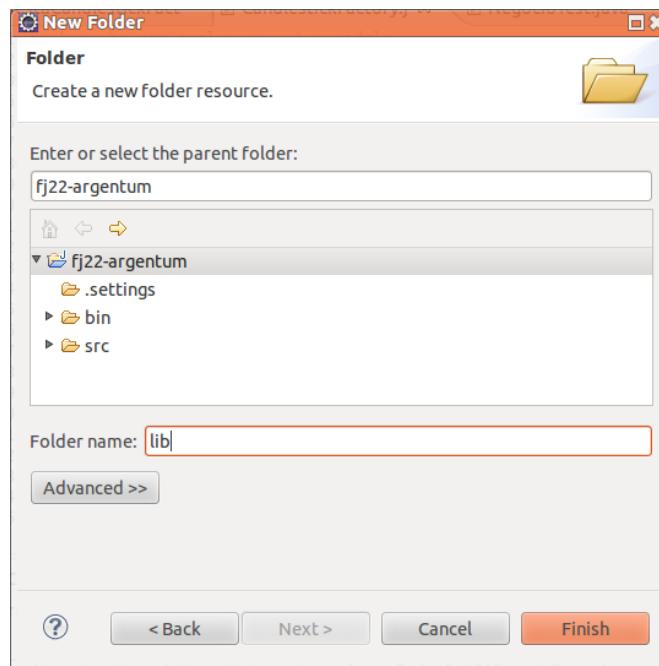 New Folder
Folder
Create a new folder resource.
Enter or select the parent folder:
fj22-argentum
fj22-argentum
.settings
bin
src
Folder name: lib
Advanced >>
< Back Next > Cancel Finish